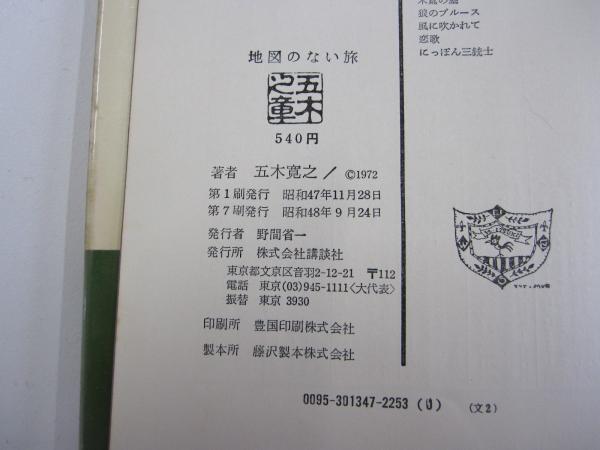 狼のブルース
風に吹かれて
恋歌
にっぽん三銃士
地図のない旅
540円
著者 五木寛之／ ©1972
第1刷発行 昭和47年11月28日
第7刷発行 昭和48年9月24日
発行者 野間省一
発行所 株式会社講談社
東京都文京区音羽2-12-21 〒112
電話 東京(03)945-1111〈大代表〉
振替 東京 3930
印刷所 豊国印刷株式会社
製本所 藤沢製本株式会社
0095-301347-2253 (0) (文2)